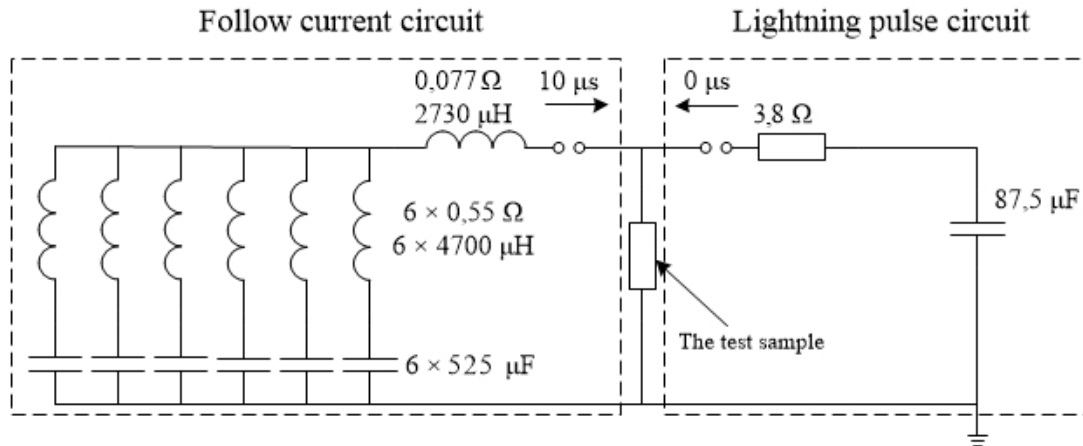 Follow current circuit
Lightning pulse circuit
0,077 Ω
2730 μH
10 μs
0 μs
3,8 Ω
6 × 0,55 Ω
6 × 4700 μH
87,5 μF
The test sample
6 × 525 μF